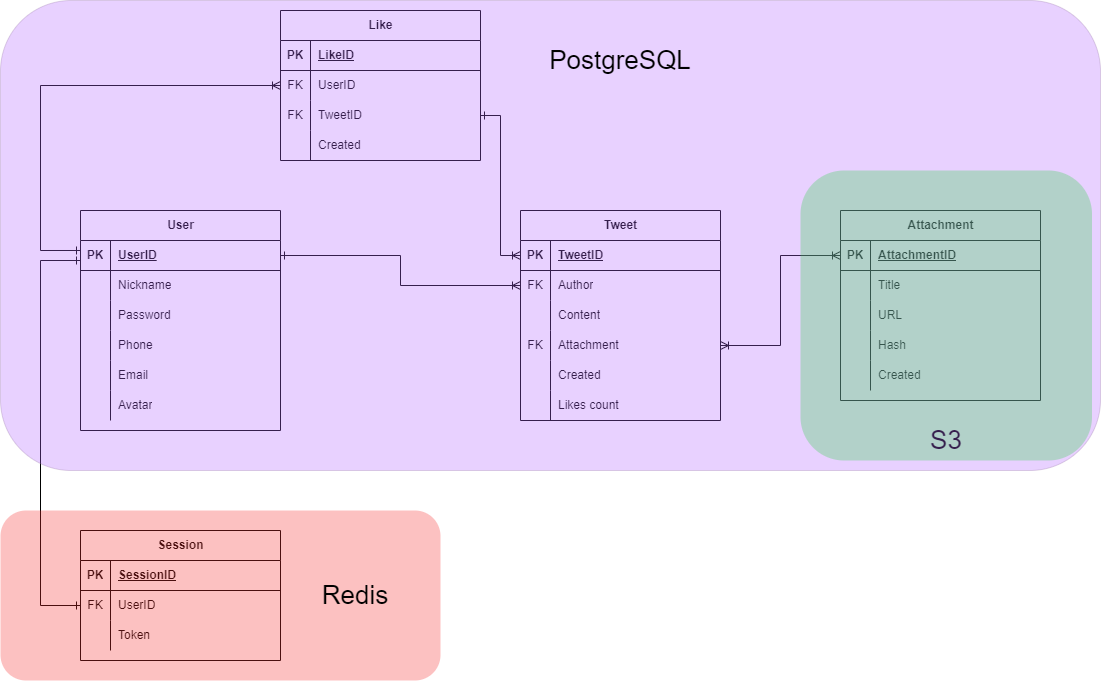 Like
PK LikeID
FK UserID
FK TweetID
Created
PostgreSQL
User
PK UserID
Nickname
Password
Phone
Email
Avatar
Tweet
PK TweetID
FK Author
Content
FK Attachment
Created
Likes count
Attachment
PK AttachmentID
Title
URL
Hash
Created
S3
Session
PK SessionID
FK UserID
Token
Redis